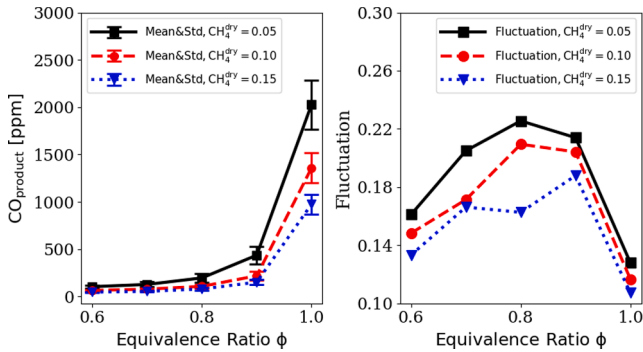 Mean&Std, CH₄ᵈʳʸ = 0.05
Mean&Std, CH₄ᵈʳʸ = 0.10
Mean&Std, CH₄ᵈʳʸ = 0.15
3000
2500
2000
1500
1000
500
0
CO_product [ppm]
0.6
0.8
1.0
Equivalence Ratio ϕ
Fluctuation, CH₄ᵈʳʸ = 0.05
Fluctuation, CH₄ᵈʳʸ = 0.10
Fluctuation, CH₄ᵈʳʸ = 0.15
0.30
0.26
0.22
0.18
0.14
0.10
Fluctuation
0.6
0.8
1.0
Equivalence Ratio ϕ